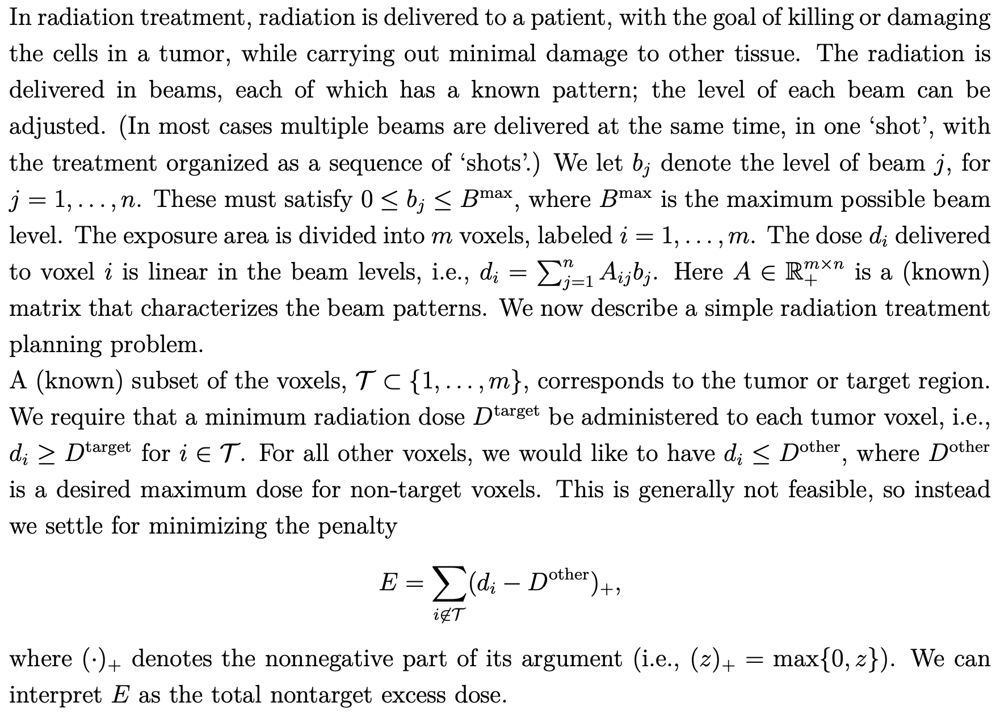 In radiation treatment, radiation is delivered to a patient, with the goal of killing or damaging
the cells in a tumor, while carrying out minimal damage to other tissue. The radiation is
delivered in beams, each of which has a known pattern; the level of each beam can be
adjusted. (In most cases multiple beams are delivered at the same time, in one ‘shot’, with
the treatment organized as a sequence of ‘shots’.) We let $b_j$ denote the level of beam $j$, for
$j = 1, \ldots, n$. These must satisfy $0 \leq b_j \leq B^{\text{max}}$, where $B^{\text{max}}$ is the maximum possible beam
level. The exposure area is divided into $m$ voxels, labeled $i = 1, \ldots, m$. The dose $d_i$ delivered
to voxel $i$ is linear in the beam levels, i.e., $d_i = \sum_{j=1}^{n} A_{ij} b_j$. Here $A \in \mathbb{R}_+^{m \times n}$ is a (known)
matrix that characterizes the beam patterns. We now describe a simple radiation treatment
planning problem.
A (known) subset of the voxels, $\mathcal{T} \subset \{1, \ldots, m\}$, corresponds to the tumor or target region.
We require that a minimum radiation dose $D^{\text{target}}$ be administered to each tumor voxel, i.e.,
$d_i \geq D^{\text{target}}$ for $i \in \mathcal{T}$. For all other voxels, we would like to have $d_i \leq D^{\text{other}}$, where $D^{\text{other}}$
is a desired maximum dose for non-target voxels. This is generally not feasible, so instead
we settle for minimizing the penalty
$E = \sum_{i \notin \mathcal{T}} (d_i - D^{\text{other}})_+,$
where $(\cdot)_+$ denotes the nonnegative part of its argument (i.e., $(z)_+ = \max\{0, z\}$). We can
interpret $E$ as the total nontarget excess dose.